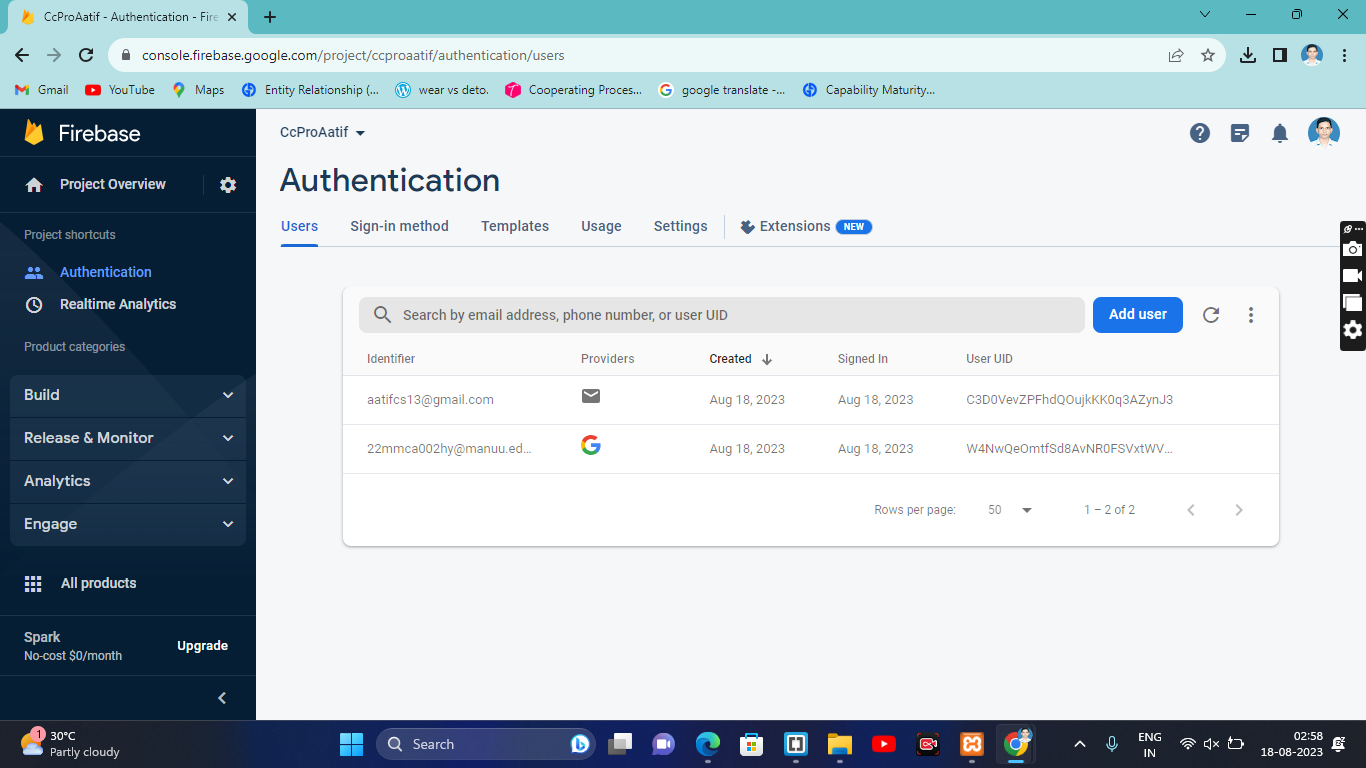 CcProAatif - Authentication - Fire
console.firebase.google.com/project/ccproaatif/authentication/users
Gmail YouTube Maps Entity Relationship (... wear vs deto. Cooperating Proces... google translate -... Capability Maturity...
Firebase
CcProAatif
Project Overview
Authentication
Project shortcuts
Users Sign-in method Templates Usage Settings Extensions NEW
Authentication
Realtime Analytics
Product categories
Build
Release & Monitor
Analytics
Engage
All products
Spark
No-cost $0/month
Upgrade
Search by email address, phone number, or user UID Add user
Identifier Providers Created Signed In User UID
aatifcs13@gmail.com Aug 18, 2023 Aug 18, 2023 C3D0VevZPFhdQOujkKK0q3AZynJ3
22mmca002hy@manuu.ed... G Aug 18, 2023 Aug 18, 2023 W4NwQeOmtfSd8AvNR0FSVxtWV...
Rows per page: 50 1 – 2 of 2
1
30°C
Partly cloudy
Search
ENG
IN
02:58
18-08-2023